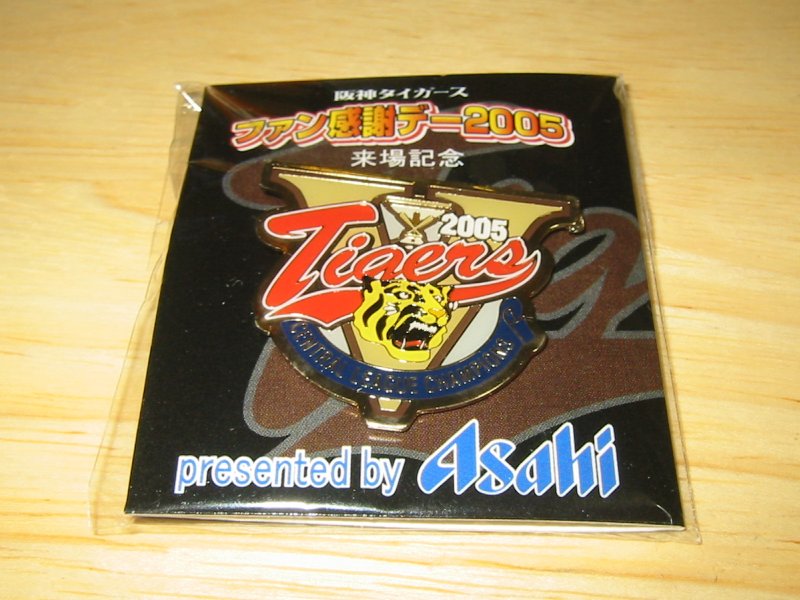 阪神タイガース
ファン感謝デー2005
来場記念
2005
Tigers
CENTRAL LEAGUE CHAMPIONS
presented by Asahi